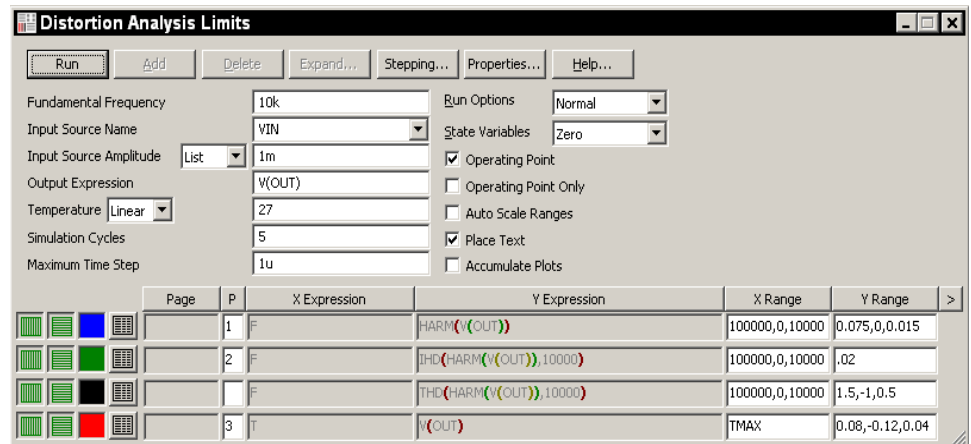 Distortion Analysis Limits
Run Add Delete Expand... Stepping... Properties... Help...
Fundamental Frequency 10k Run Options Normal
Input Source Name VIN State Variables Zero
Input Source Amplitude List 1m Operating Point
Output Expression V(OUT) Operating Point Only
Temperature Linear 27 Auto Scale Ranges
Simulation Cycles 5 Place Text
Maximum Time Step 1u Accumulate Plots
Page P X Expression Y Expression X Range Y Range >
1 F HARM(V(OUT)) 100000,0,10000 0.075,0,0.015
2 F IHD(HARM(V(OUT)),10000) 100000,0,10000 .02
F THD(HARM(V(OUT)),10000) 100000,0,10000 1.5,-1,0.5
3 T V(OUT) TMAX 0.08,-0.12,0.04